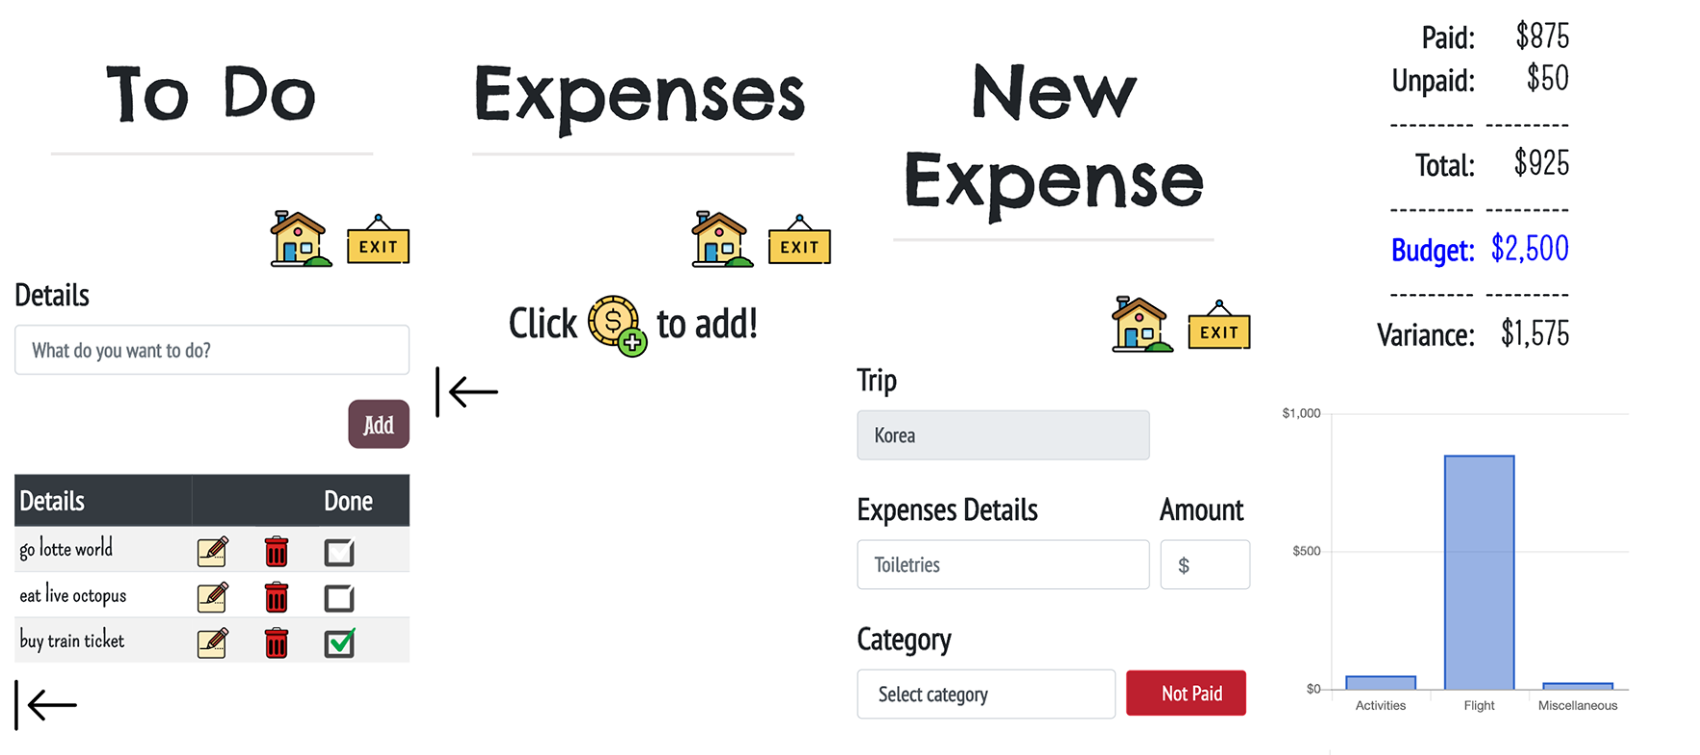 To Do
EXIT
Details
What do you want to do?
Add
Details Done
go lotte world
eat live octopus
buy train ticket
Expenses
EXIT
Click $ to add!
New
Expense
EXIT
Trip
Korea
Expenses Details Amount
Toiletries $
Category
Select category Not Paid
Paid: $875
Unpaid: $50
--------- ---------
Total: $925
--------- ---------
Budget: $2,500
--------- ---------
Variance: $1,575
$1,000
$500
$0
Activities Flight Miscellaneous